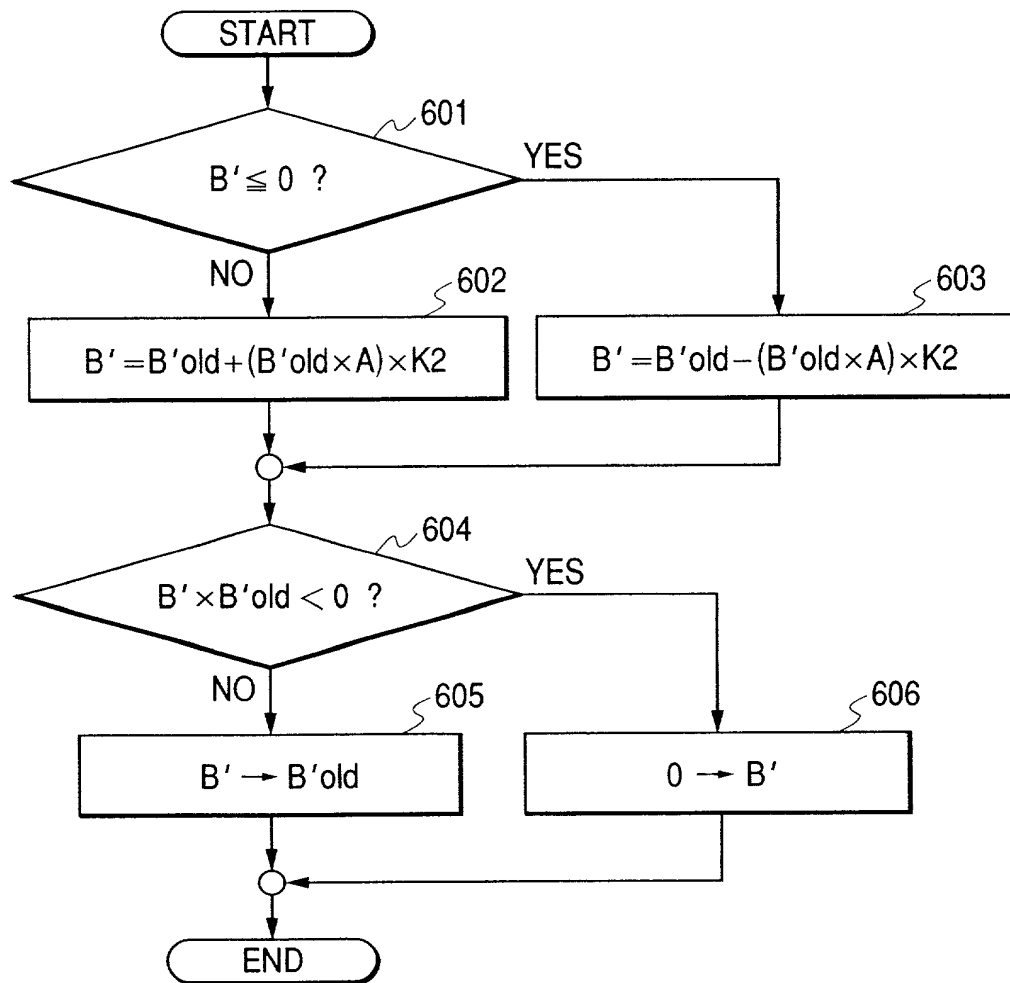 START
601
B′ ≦ 0 ?
YES
NO
602
603
B′=B′old+(B′old×A)×K2
B′=B′old−(B′old×A)×K2
604
B′×B′old < 0 ?
YES
NO
605
606
B′ → B′old
0 → B′
END